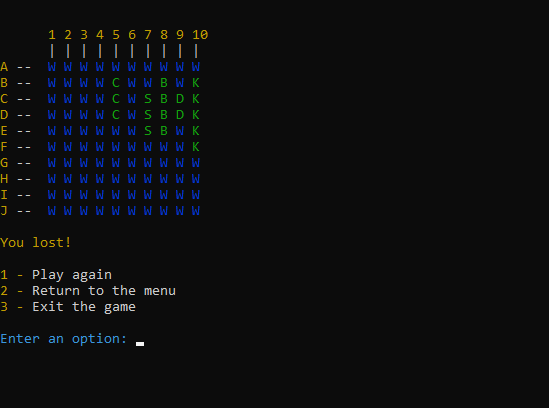 1 2 3 4 5 6 7 8 9 10
| | | | | | | | | |
A -- W W W W W W W W W W
B -- W W W W C W W B W K
C -- W W W W C W S B D K
D -- W W W W C W S B D K
E -- W W W W W W S B W K
F -- W W W W W W W W W K
G -- W W W W W W W W W W
H -- W W W W W W W W W W
I -- W W W W W W W W W W
J -- W W W W W W W W W W
You lost!
1 - Play again
2 - Return to the menu
3 - Exit the game
Enter an option: